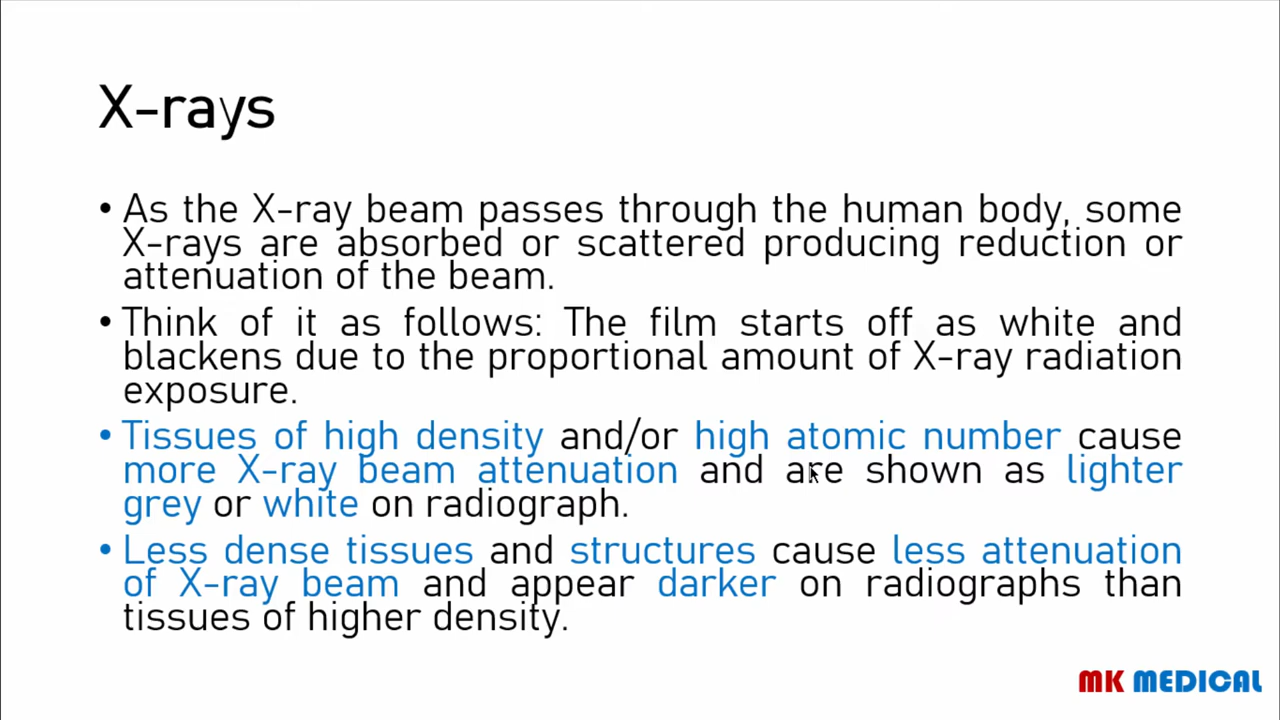 X-rays
• As the X-ray beam passes through the human body, some
X-rays are absorbed or scattered producing reduction or
attenuation of the beam.
• Think of it as follows: The film starts off as white and
blackens due to the proportional amount of X-ray radiation
exposure.
• Tissues of high density and/or high atomic number cause
more X-ray beam attenuation and are shown as lighter
grey or white on radiograph.
• Less dense tissues and structures cause less attenuation
of X-ray beam and appear darker on radiographs than
tissues of higher density.
MK MEDICAL